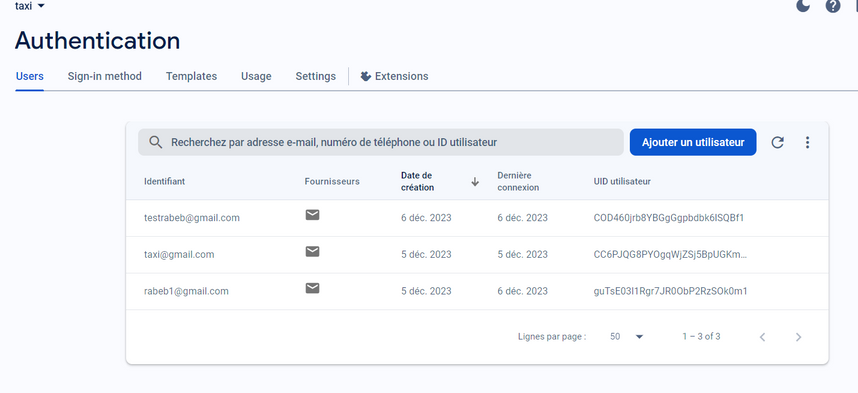 taxi
Authentication
Users Sign-in method Templates Usage Settings Extensions
Recherchez par adresse e-mail, numéro de téléphone ou ID utilisateur Ajouter un utilisateur
Identifiant Fournisseurs Date de création Dernière connexion UID utilisateur
testrabeb@gmail.com 6 déc. 2023 6 déc. 2023 COD460jrb8YBGgGgpbdbk6ISQBf1
taxi@gmail.com 5 déc. 2023 5 déc. 2023 CC6PJQG8PYOgqWjZSj5BpUGKm...
rabeb1@gmail.com 5 déc. 2023 6 déc. 2023 guTsE03I1Rgr7JR0ObP2RzSOk0m1
Lignes par page : 50 1 – 3 of 3